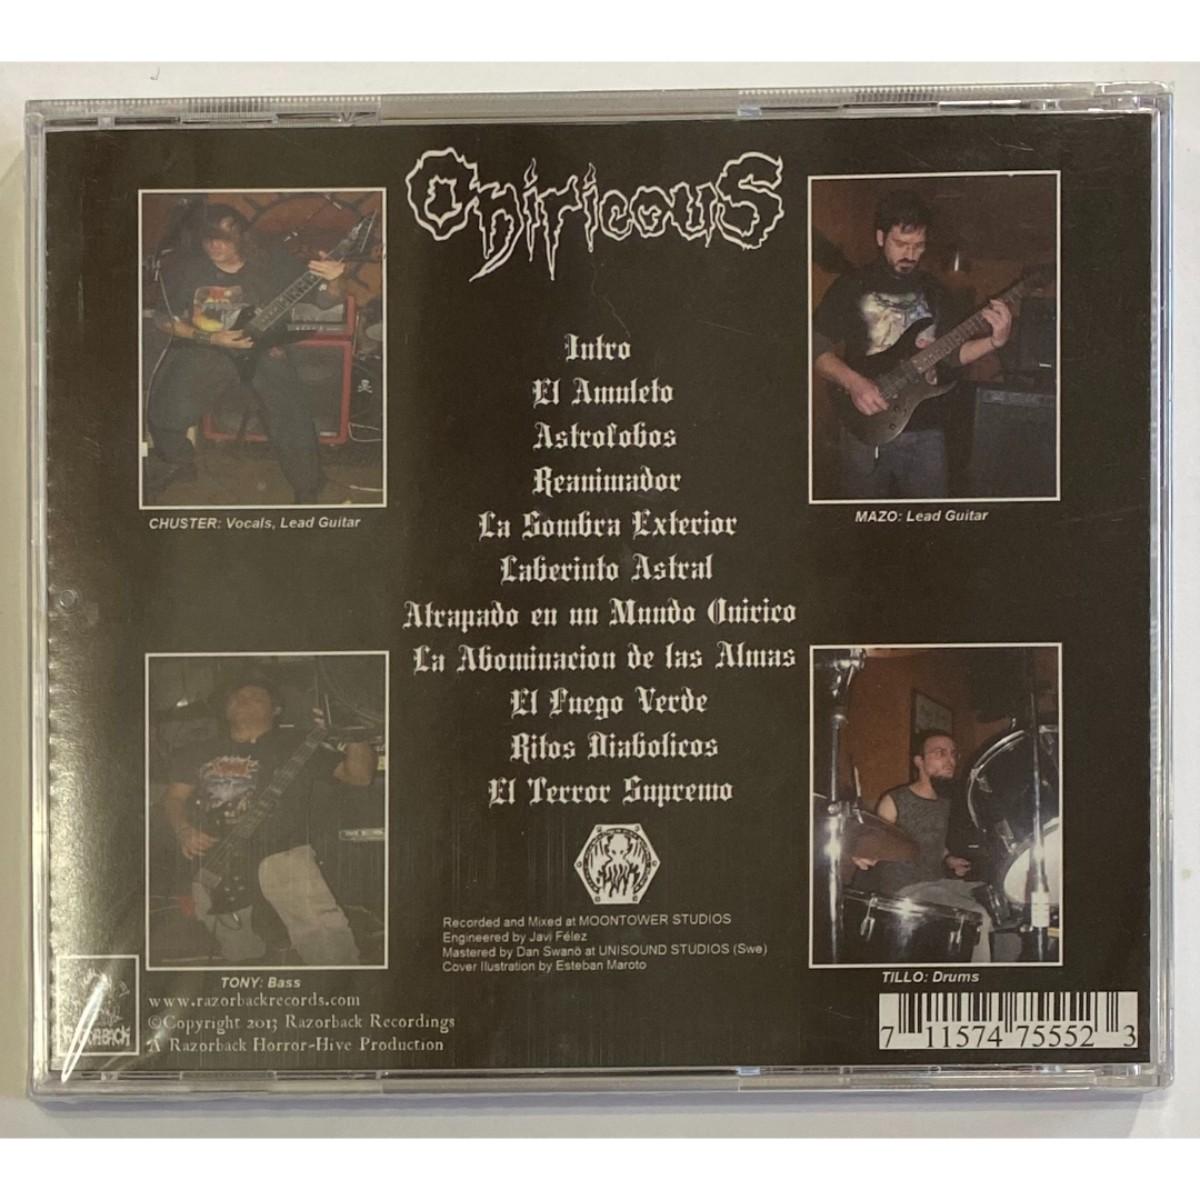 Oniricous
Intro
El Amuleto
Astrofobos
Reanimador
La Sombra Exterior
Laberinto Astral
Atrapado en un Mundo Onirico
La Abominacion de las Almas
El Fuego Verde
Ritos Diabolicos
El Terror Supremo
CHUSTER: Vocals, Lead Guitar
MAZO: Lead Guitar
TONY: Bass
TILLO: Drums
Recorded and Mixed at MOONTOWER STUDIOS
Engineered by Javi Félez
Mastered by Dan Swanö at UNISOUND STUDIOS (Swe)
Cover Ilustration by Esteban Maroto
www.razorbackrecords.com
©Copyright 2013 Razorback Recordings
A Razorback Horror-Hive Production
RAZORBACK
7 11574 75552 3